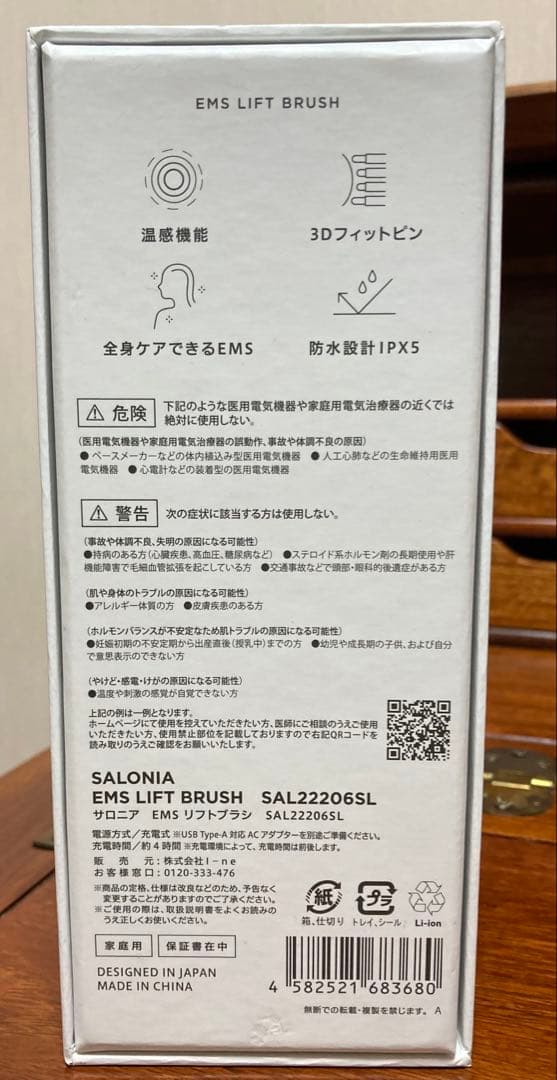 EMS LIFT BRUSH
温感機能
3Dフィットピン
全身ケアできるEMS
防水設計IPX5
危険
下記のような医用電気機器や家庭用電気治療器の近くでは
絶対に使用しない。
(医用電気機器や家庭用電気治療器の誤動作、事故や体調不良の原因)
●ペースメーカーなどの体内植込み型医用電気機器 ●人工心肺などの生命維持用医用
電気機器 ●心電計などの装着型の医用電気機器
警告
次の症状に該当する方は使用しない。
(事故や体調不良、失明の原因になる可能性)
●持病のある方(心臓疾患、高血圧、糖尿病など) ●ステロイド系ホルモン剤の長期使用や肝
機能障害で毛細血管拡張を起こしている方 ●交通事故などで頭部・眼科的後遺症がある方
(肌や身体のトラブルの原因になる可能性)
●アレルギー体質の方 ●皮膚疾患のある方
(ホルモンバランスが不安定なため肌トラブルの原因になる可能性)
●妊娠初期の不安定期から出産直後(授乳中)までの方 ●幼児や成長期の子供、および自分
で意思表示のできない方
(やけど・感電・けがの原因になる可能性)
●温度や刺激の感覚が自覚できない方
上記の例は一例となります。
ホームページにて使用を控えていただきたい方、医師にご相談のうえご使用
いただきたい方、使用禁止部位を記載しておりますので右記QRコードを
読み取りのうえご確認をお願いいたします。
SALONIA
EMS LIFT BRUSH SAL22206SL
サロニア EMS リフトブラシ SAL22206SL
電源方式/充電式 ※USB Type-A 対応 AC アダプターを別途ご準備ください。
充電時間/約 4 時間 ※充電環境によって、充電時間は前後します。
販売元:株式会社I-ne
お客様窓口:0120-333-476
※商品の定格、仕様は改良などのため、予告なく
変更することがありますのでご了承ください。
※ご使用の際は、取扱説明書をよくお読みの
うえ正しくお使いください。
紙
箱、仕切り
プラ
トレイ、シール
Li-ion
家庭用
保証書在中
DESIGNED IN JAPAN
MADE IN CHINA
4 582521 683680
無断での転載・複製を禁じます。 A